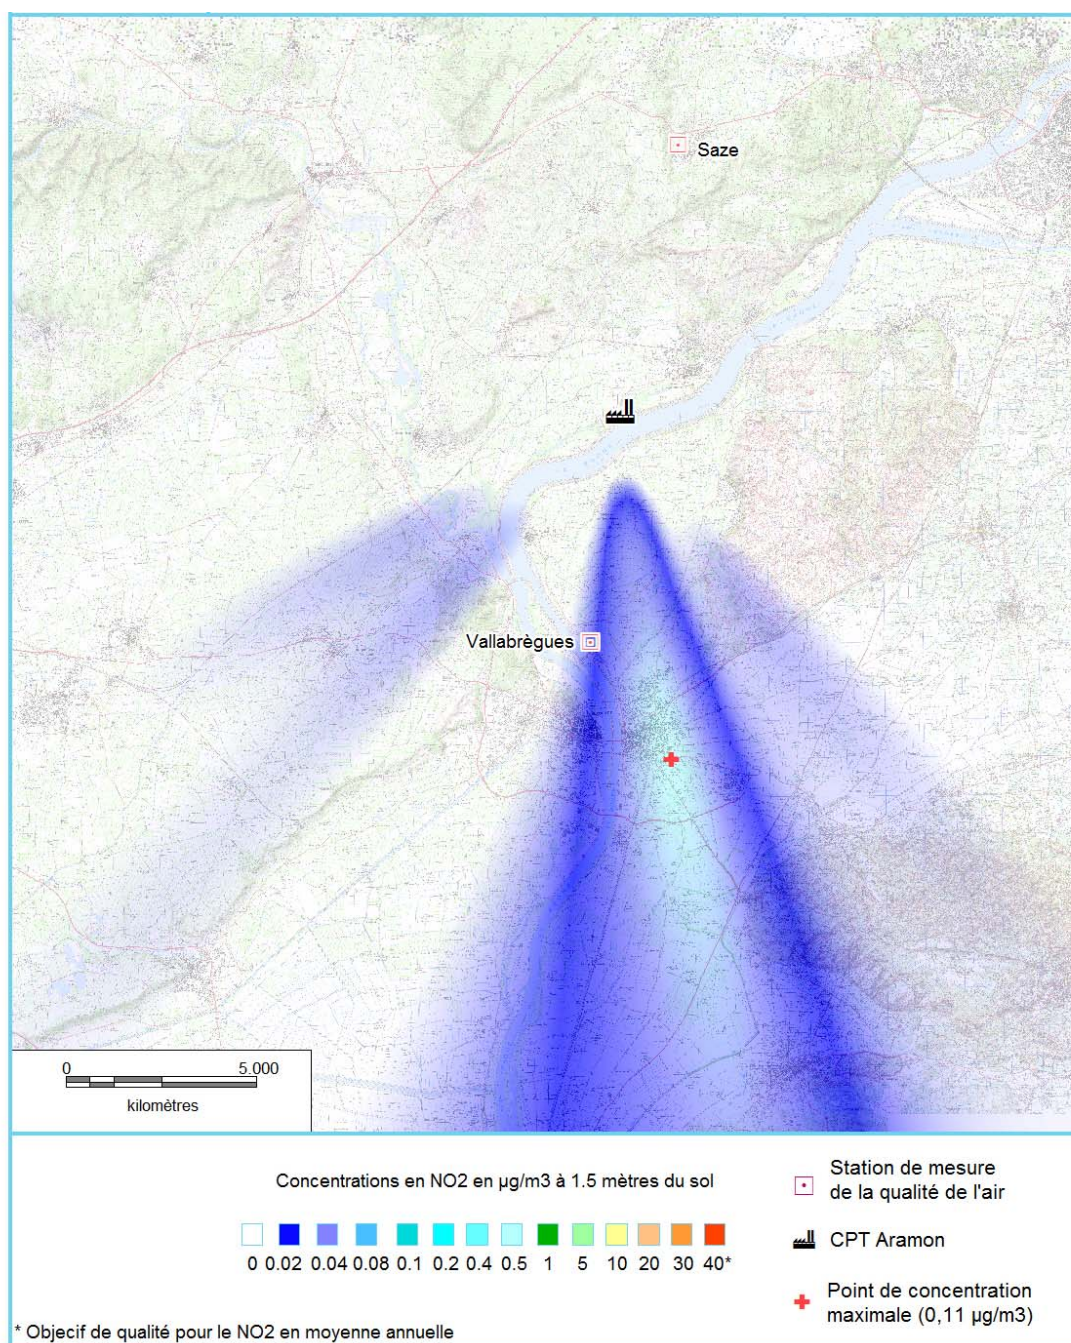 Saze
Vallabrègues
0 5.000
kilomètres
Concentrations en NO2 en µg/m3 à 1.5 mètres du sol
0 0.02 0.04 0.08 0.1 0.2 0.4 0.5 1 5 10 20 30 40*
Station de mesure
de la qualité de l'air
CPT Aramon
Point de concentration
maximale (0,11 µg/m3)
* Objecif de qualité pour le NO2 en moyenne annuelle